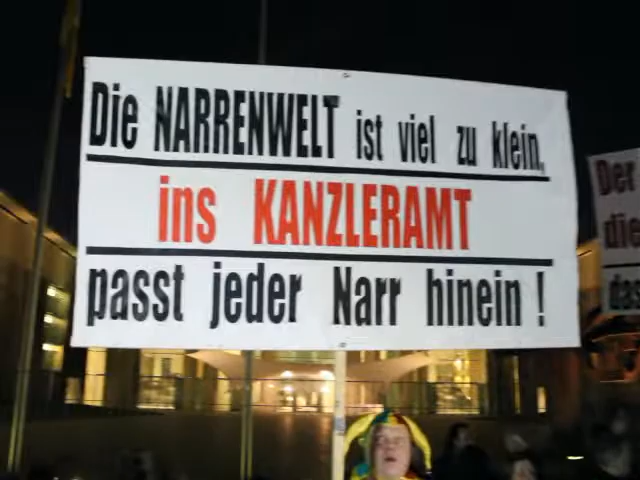 Die NARRENWELT ist viel zu klein,
ins KANZLERAMT
passt jeder Narr hinein !
Der
die
das